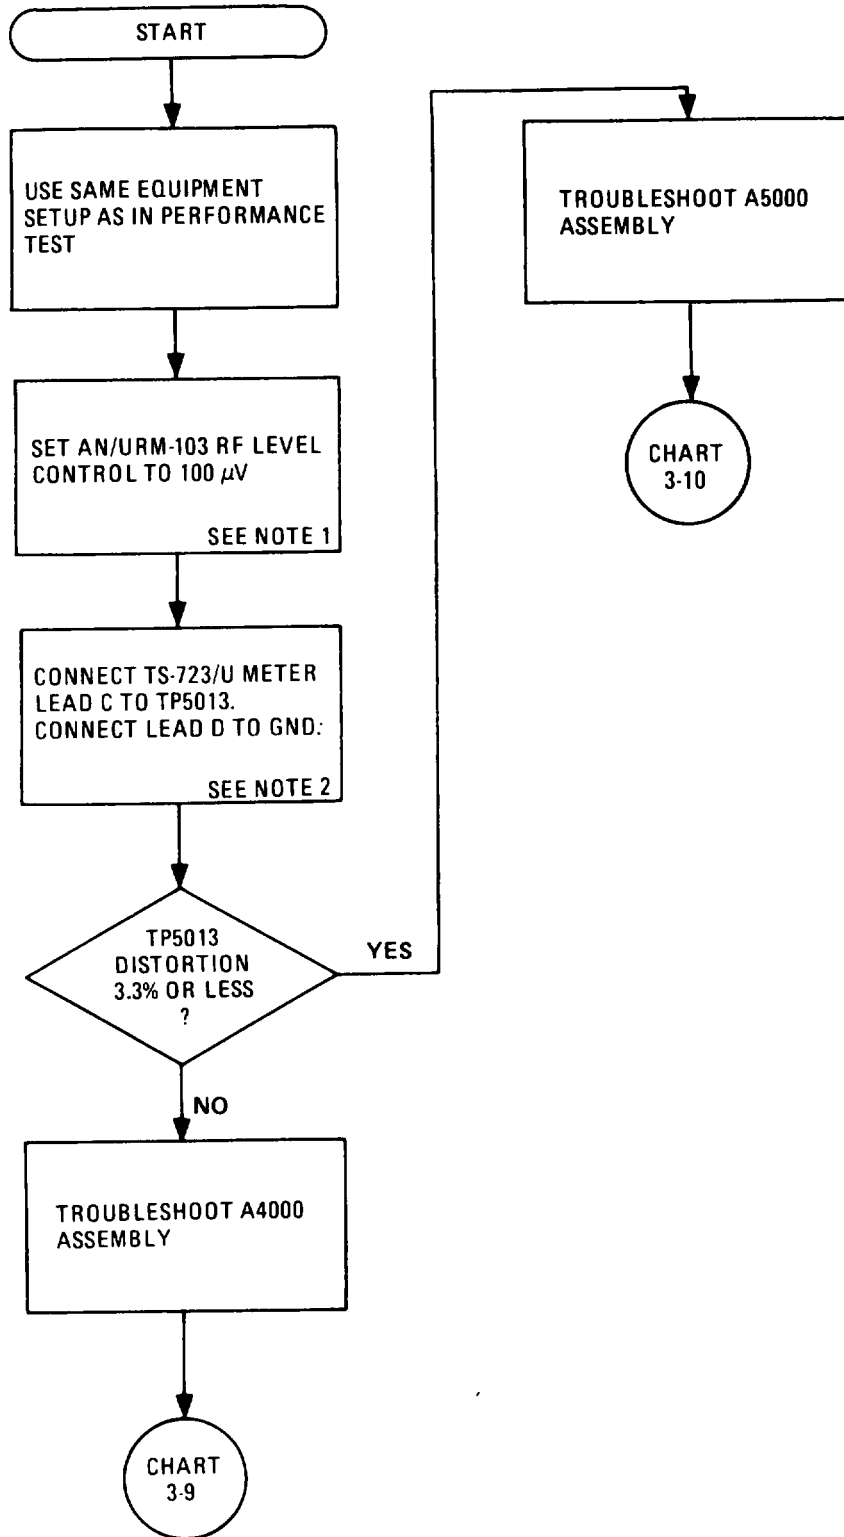 START
USE SAME EQUIPMENT
SETUP AS IN PERFORMANCE
TEST
SET AN/URM-103 RF LEVEL
CONTROL TO 100 μV
SEE NOTE 1
CONNECT TS-723/U METER
LEAD C TO TP5013.
CONNECT LEAD D TO GND.
SEE NOTE 2
TP5013
DISTORTION
3.3% OR LESS
?
YES
NO
TROUBLESHOOT A4000
ASSEMBLY
CHART
3-9
TROUBLESHOOT A5000
ASSEMBLY
CHART
3-10